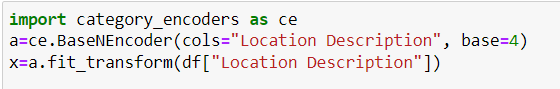 import category_encoders as ce
a=ce.BaseNEncoder(cols="Location Description", base=4)
x=a.fit_transform(df["Location Description"])